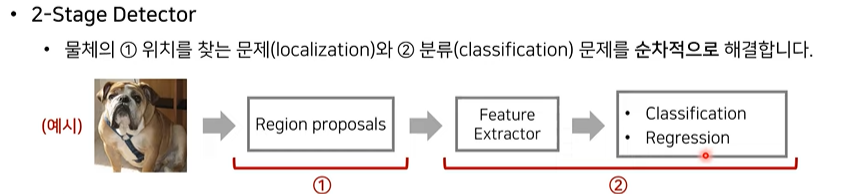 • 2-Stage Detector
• 물체의 ① 위치를 찾는 문제(localization)와 ② 분류(classification) 문제를 순차적으로 해결합니다.
(예시)
Region proposals
Feature
Extractor
• Classification
• Regression
①
②